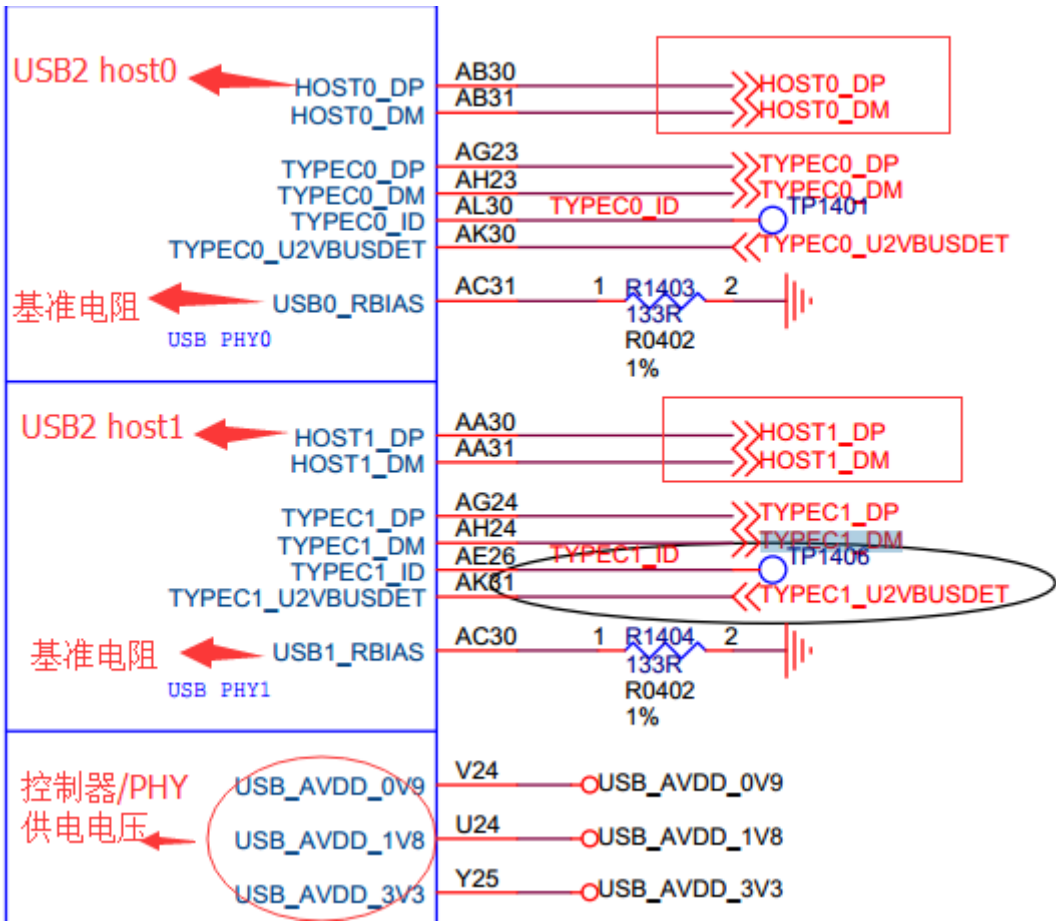 USB2 host0
HOST0_DP AB30 HOST0_DP
HOST0_DM AB31 HOST0_DM
TYPEC0_DP AG23 TYPEC0_DP
TYPEC0_DM AH23 TYPEC0_DM
TYPEC0_ID AL30 TYPEC0_ID TP1401
TYPEC0_U2VBUSDET AK30 TYPEC0_U2VBUSDET
基准电阻 USB0_RBIAS AC31 1 R1403 2
133R
USB PHY0 R0402
1%
USB2 host1
HOST1_DP AA30 HOST1_DP
HOST1_DM AA31 HOST1_DM
TYPEC1_DP AG24 TYPEC1_DP
TYPEC1_DM AH24 TYPEC1_DM
TYPEC1_ID AE26 TYPEC1_ID TP1406
TYPEC1_U2VBUSDET AK31 TYPEC1_U2VBUSDET
基准电阻 USB1_RBIAS AC30 1 R1404 2
133R
USB PHY1 R0402
1%
控制器/PHY
供电电压
USB_AVDD_0V9 V24 USB_AVDD_0V9
USB_AVDD_1V8 U24 USB_AVDD_1V8
USB_AVDD_3V3 Y25 USB_AVDD_3V3